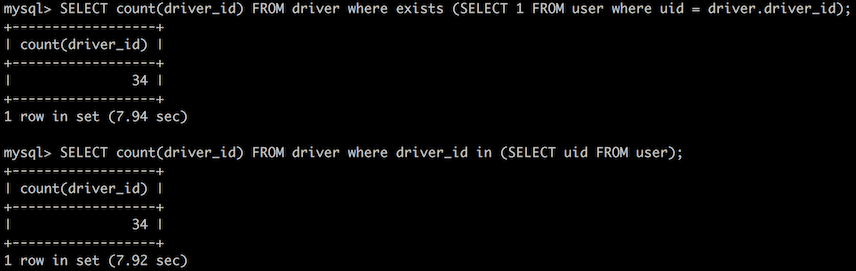 mysql> SELECT count(driver_id) FROM driver where exists (SELECT 1 FROM user where uid = driver.driver_id);
+------------------+
| count(driver_id) |
+------------------+
|               34 |
+------------------+
1 row in set (7.94 sec)

mysql> SELECT count(driver_id) FROM driver where driver_id in (SELECT uid FROM user);
+------------------+
| count(driver_id) |
+------------------+
|               34 |
+------------------+
1 row in set (7.92 sec)